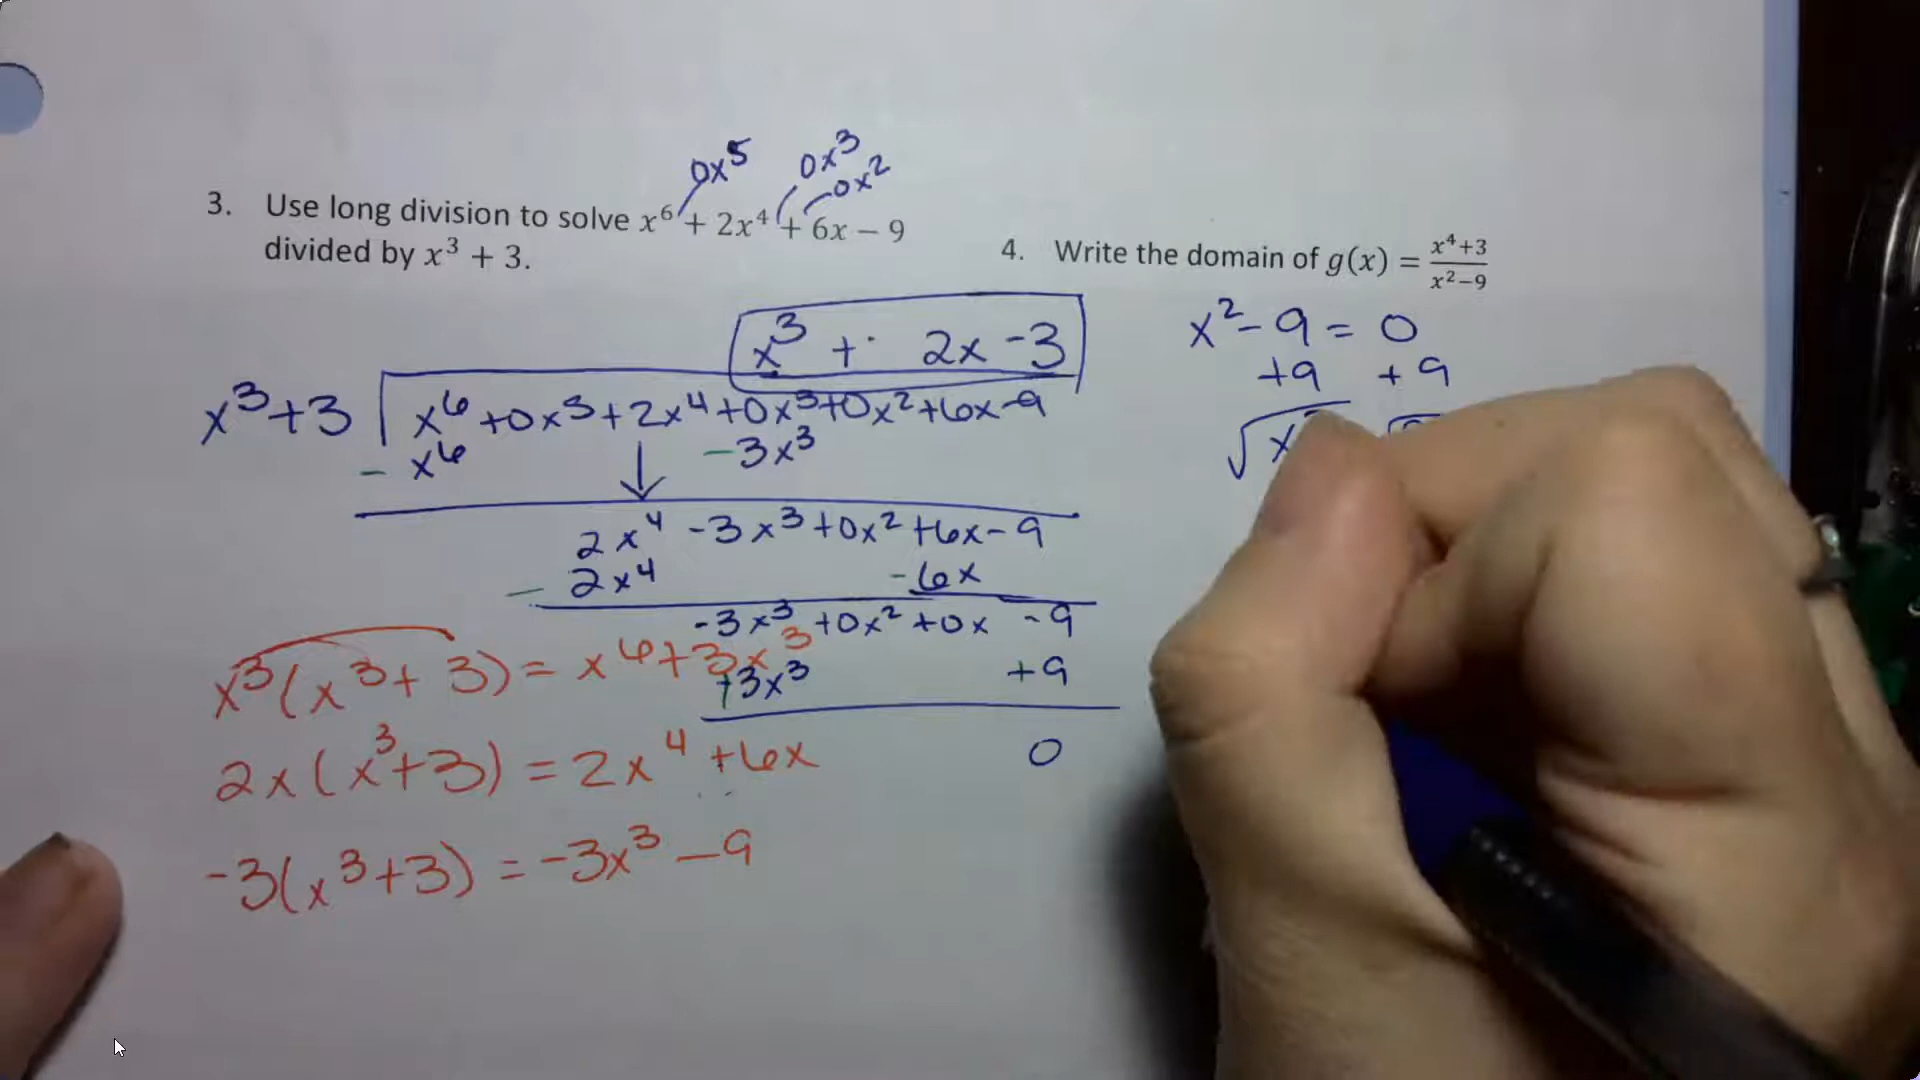 0x⁵ 0x³
0x²
3. Use long division to solve x⁶ + 2x⁴ + 6x − 9
divided by x³ + 3.
x³ + 2x -3
x³+3 x⁶ +0x³+2x⁴+0x³+0x²+6x-9
- x⁶ -3x³
2x⁴ -3x³+0x²+6x-9
- 2x⁴ -6x
-3x³ +0x² +0x -9
+3x³ +9
0
x³(x³+3) = x⁶+3x³
2x(x³+3) = 2x⁴+6x
-3(x³+3) = -3x³ -9
4. Write the domain of g(x) = x⁴+3 / x²−9
x²-9 = 0
+9 +9
√x